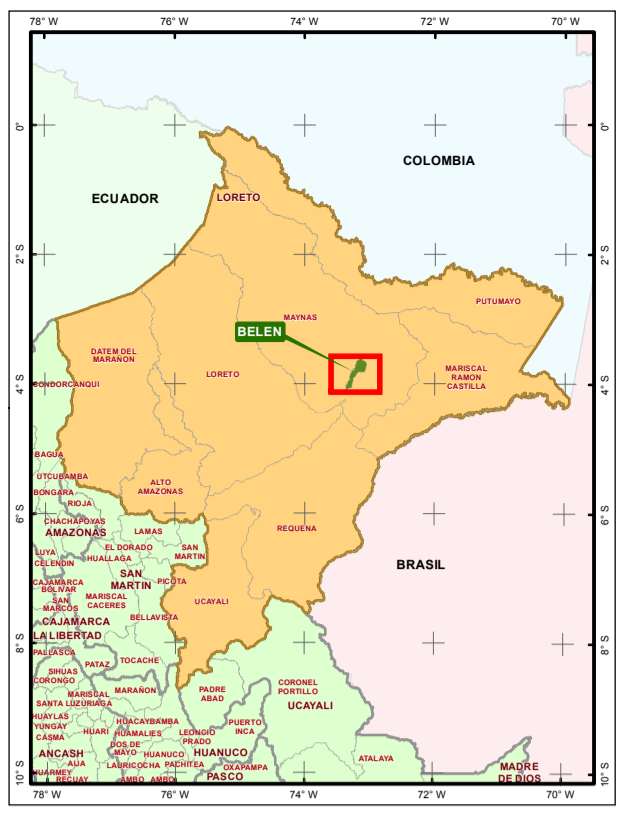 78° W
76° W
74° W
72° W
70° W
0°
0°
COLOMBIA
ECUADOR
LORETO
2° S
2° S
PUTUMAYO
MAYNAS
BELEN
DATEM DEL
MARAÑON
LORETO
MARISCAL
RAMON
CASTILLA
CONDORCANQUI
4° S
4° S
BAGUA
UTCUBAMBA
BONGARA
RIOJA
ALTO
AMAZONAS
6° S
6° S
CHACHAPOYAS
AMAZONAS
LAMAS
REQUENA
EL DORADO
SAN
MARTIN
LUYA
CELENDIN
HUALLAGA
BRASIL
SAN
MARTIN
PICOTA
CAJAMARCA
BOLIVAR
SAN
MARCOS
MARISCAL
CACERES
UCAYALI
CAJAMARCA
BELLAVISTA
LA LIBERTAD
8° S
8° S
PALLASCA
PATAZ
TOCACHE
SIHUAS
CORONGO
MARISCAL
LUZURIAGA
MARAÑON
PADRE
ABAD
CORONEL
PORTILLO
SANTA
UCAYALI
HUAYLAS
YUNGAY
CASMA
HUACAYBAMBA
HUARI
HUAMALIES
LEONCIO
PRADO
PUERTO
INCA
DOS DE
MAYO
ANCASH
HUANUCO
HUANUCO
ATALAYA
AIJA
LAURICOCHA
PACHITEA
OXAPAMPA
HUARMEY
RECUAY
AMBO
AMBO
PASCO
MADRE
DE DIOS
10° S
10° S
78° W
76° W
74° W
72° W
70° W